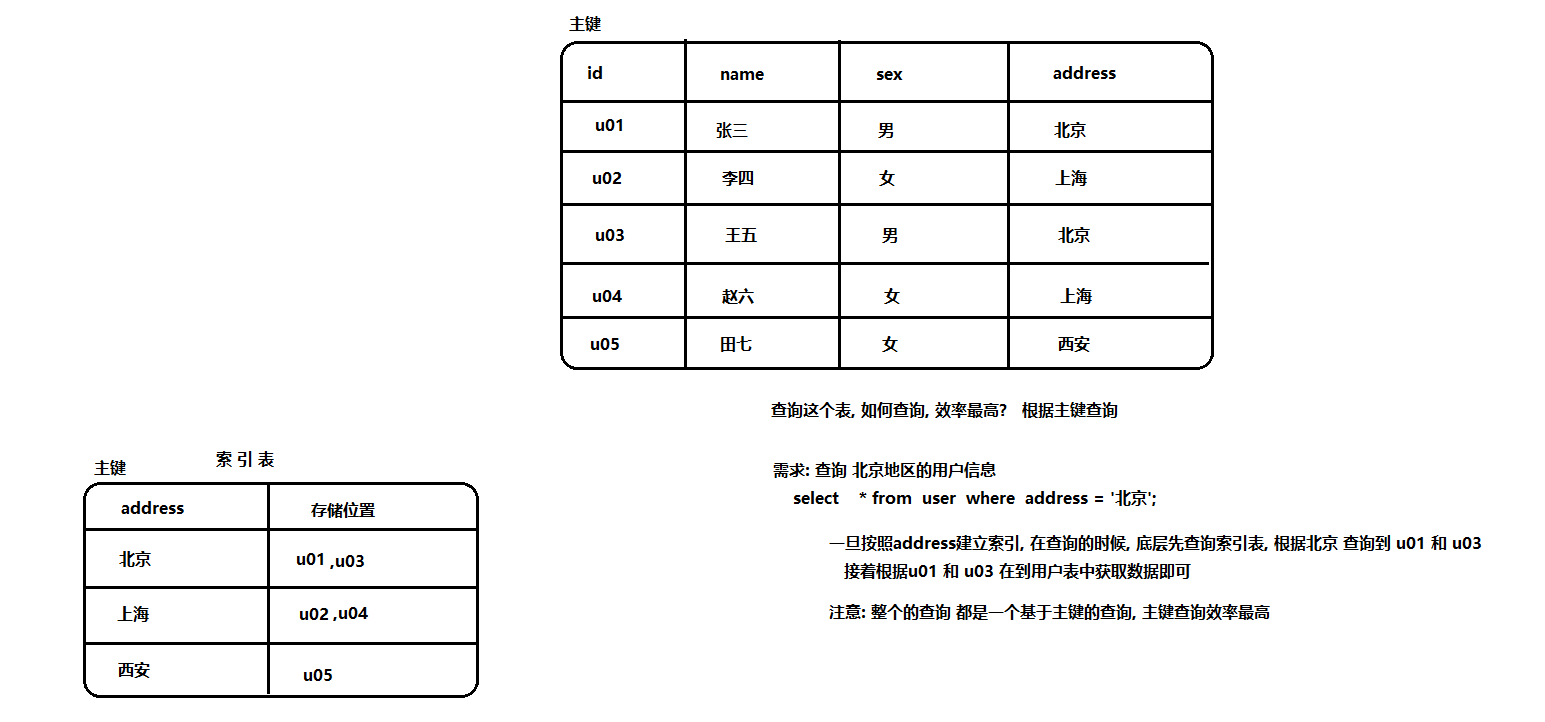 主键
id name sex address
u01 张三 男 北京
u02 李四 女 上海
u03 王五 男 北京
u04 赵六 女 上海
u05 田七 女 西安
查询这个表, 如何查询, 效率最高? 根据主键查询
需求: 查询 北京地区的用户信息
select * from user where address = '北京';
一旦按照address建立索引, 在查询的时候, 底层先查询索引表, 根据北京 查询到 u01 和 u03
接着根据u01 和 u03 在到用户表中获取数据即可
注意: 整个的查询 都是一个基于主键的查询, 主键查询效率最高
主键 索 引 表
address 存储位置
北京 u01 ,u03
上海 u02 ,u04
西安 u05